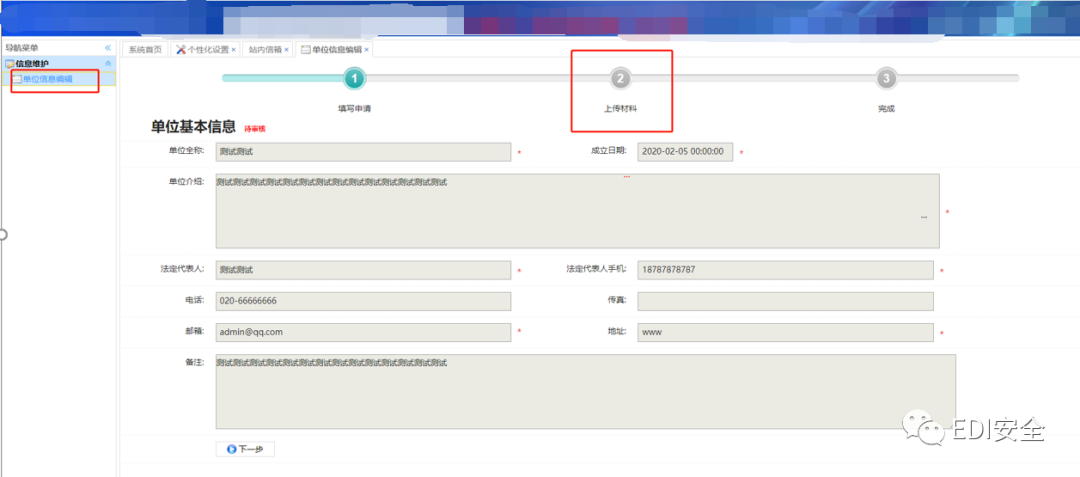 导航菜单
系统首页 个性化设置 × 站内信箱 × 单位信息编辑 ×
信息维护
单位信息编辑
1 2 3
填写申请 上传材料 完成
单位基本信息 待审核
单位全称: 测试测试 * 成立日期: 2020-02-05 00:00:00 *
单位介绍: 测试测试测试测试测试测试测试测试测试测试测试测试测试测试 *
法定代表人: 测试测试 * 法定代表人手机: 18787878787 *
电话: 020-66666666 传真:
邮箱: admin@qq.com * 地址: www *
备注: 测试测试测试测试测试测试测试测试测试测试测试测试测试测试
下一步
EDI安全